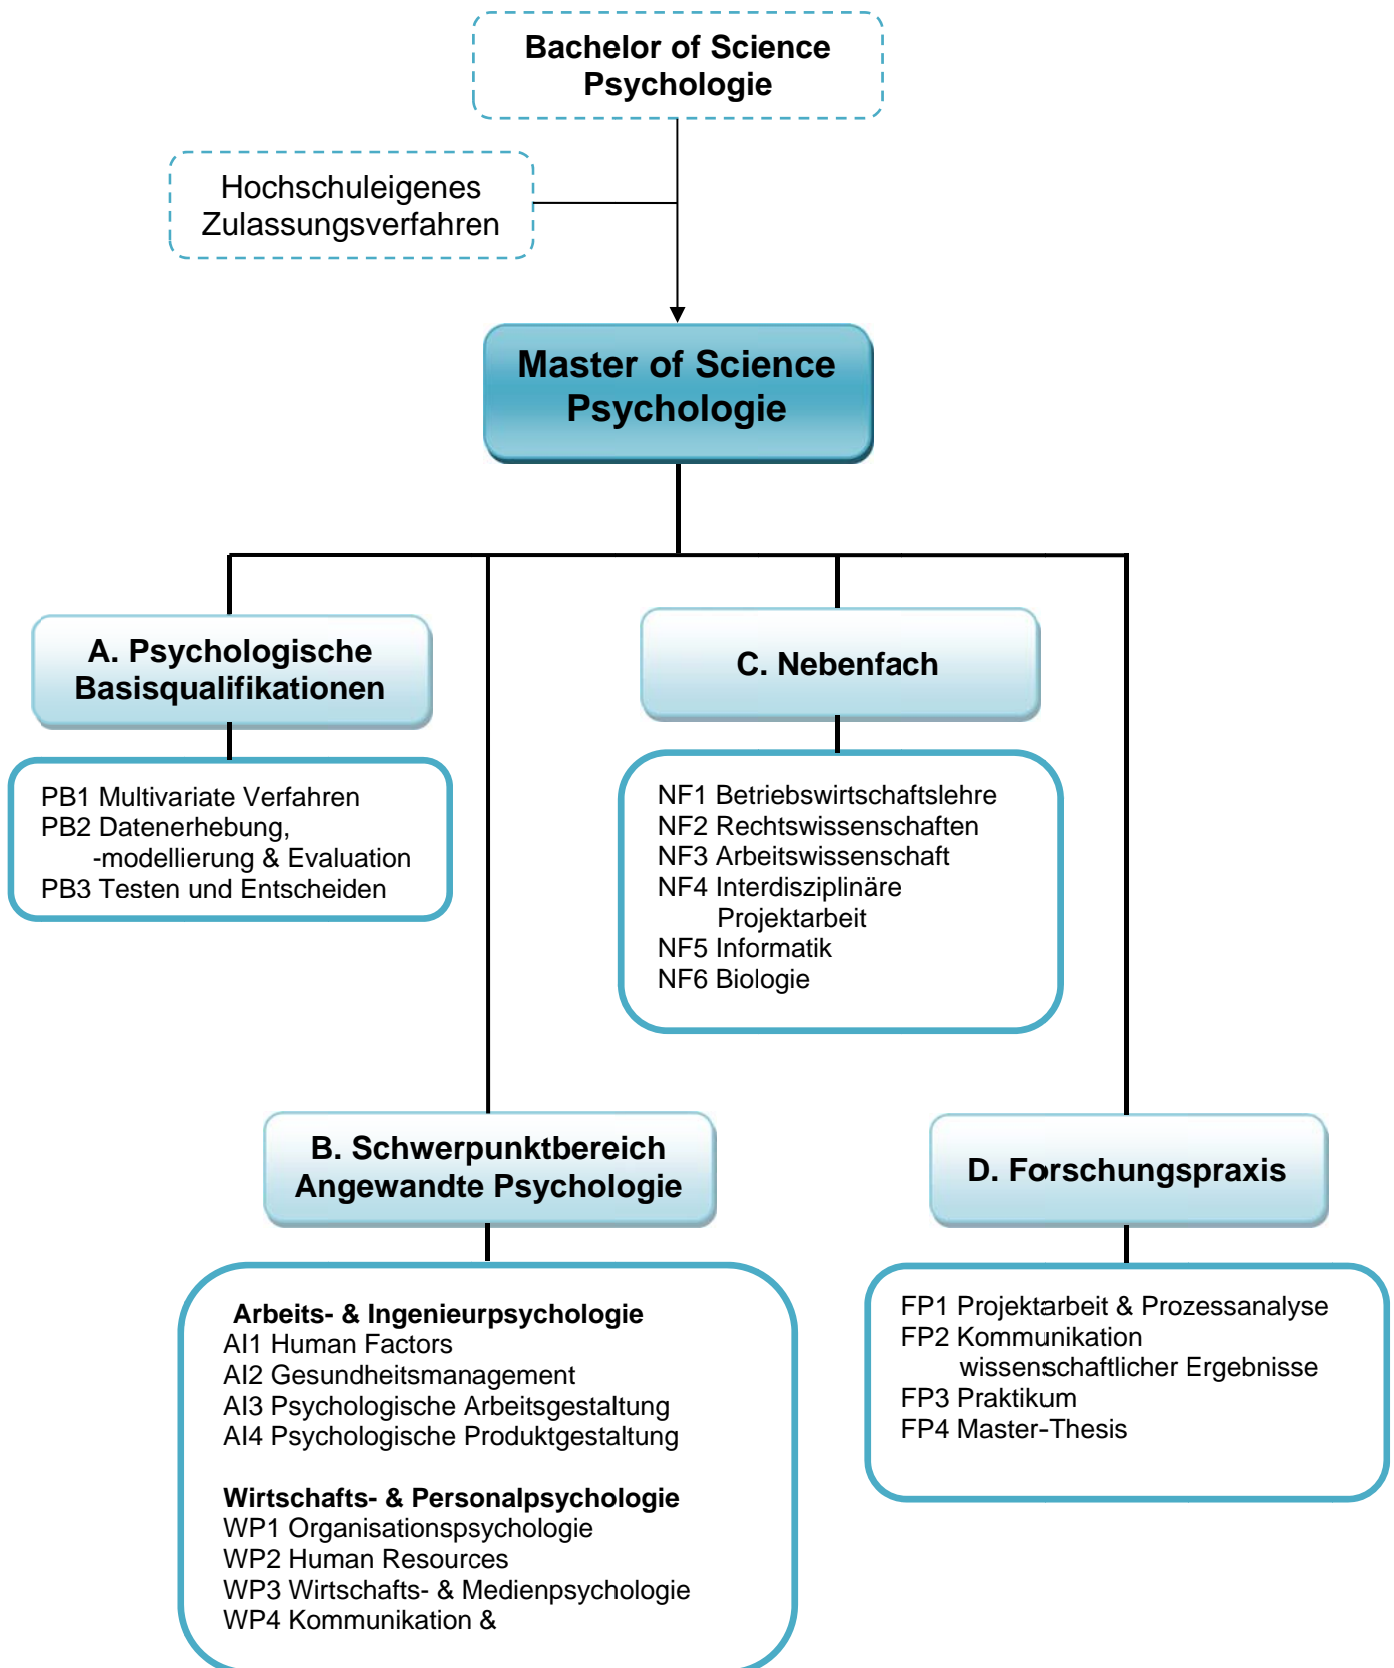 Bachelor of Science
Psychologie
Hochschuleigenes
Zulassungsverfahren
Master of Science
Psychologie
A. Psychologische
Basisqualifikationen
PB1 Multivariate Verfahren
PB2 Datenerhebung,
-modellierung & Evaluation
PB3 Testen und Entscheiden
C. Nebenfach
NF1 Betriebswirtschaftslehre
NF2 Rechtswissenschaften
NF3 Arbeitswissenschaft
NF4 Interdisziplinäre
Projektarbeit
NF5 Informatik
NF6 Biologie
B. Schwerpunktbereich
Angewandte Psychologie
Arbeits- & Ingenieurpsychologie
AI1 Human Factors
AI2 Gesundheitsmanagement
AI3 Psychologische Arbeitsgestaltung
AI4 Psychologische Produktgestaltung
Wirtschafts- & Personalpsychologie
WP1 Organisationspsychologie
WP2 Human Resources
WP3 Wirtschafts- & Medienpsychologie
WP4 Kommunikation &
D. Forschungspraxis
FP1 Projektarbeit & Prozessanalyse
FP2 Kommunikation
wissenschaftlicher Ergebnisse
FP3 Praktikum
FP4 Master-Thesis